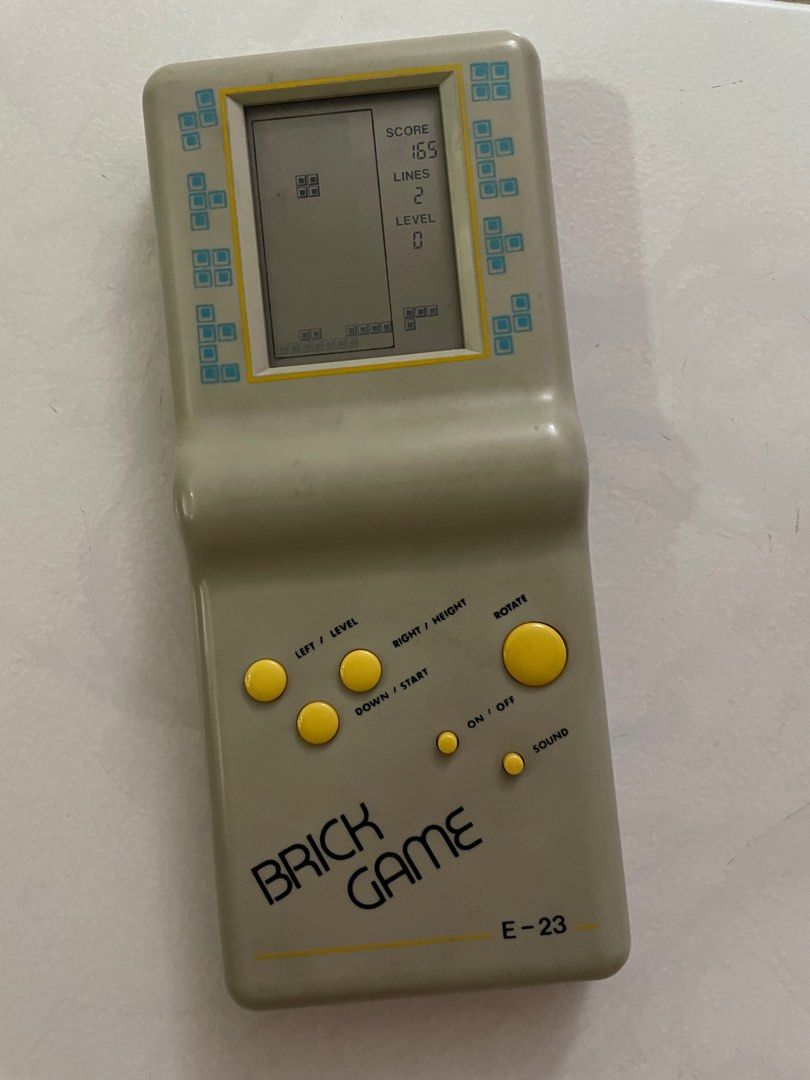 SCORE
165
LINES
2
LEVEL
0
LEFT / LEVEL
RIGHT / HEIGHT
ROTATE
DOWN / START
ON / OFF
SOUND
BRICK
GAME
E-23